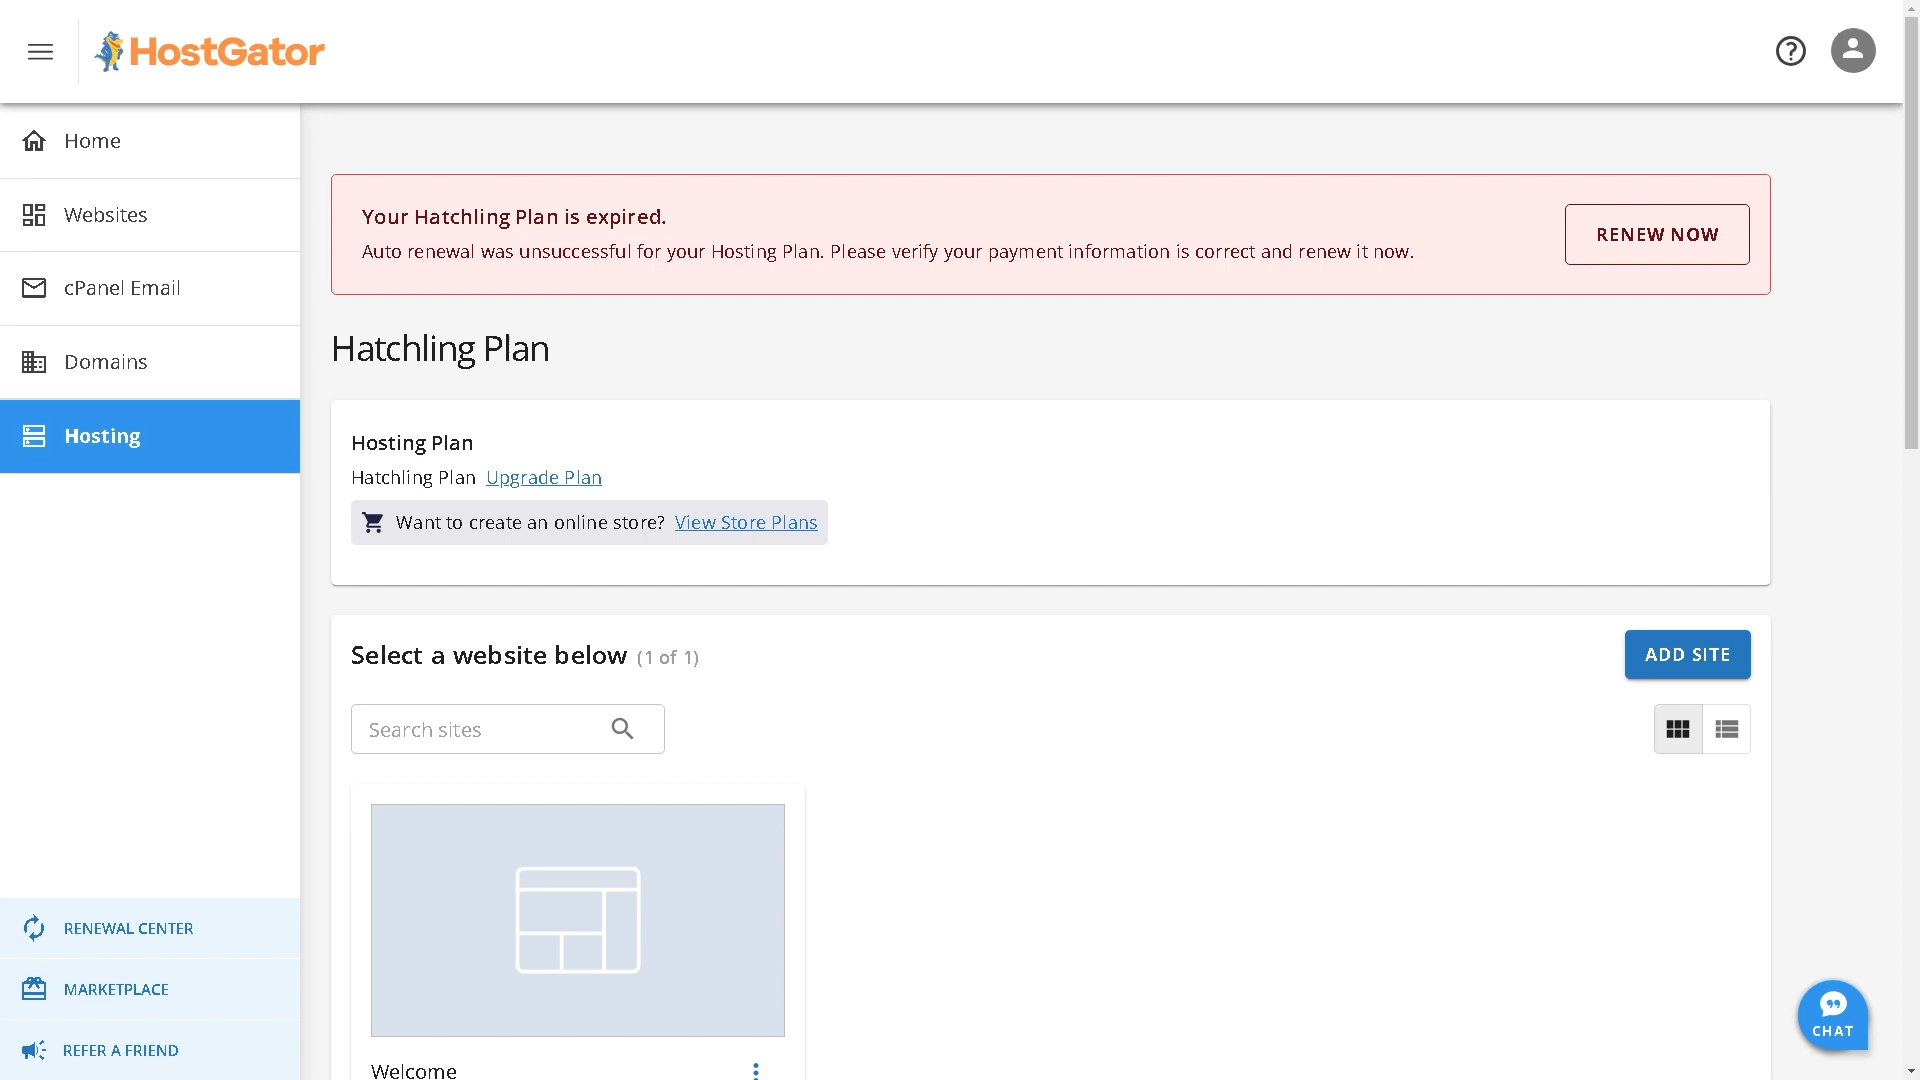 HostGator
Home
Websites
cPanel Email
Domains
Hosting
RENEWAL CENTER
MARKETPLACE
REFER A FRIEND
Your Hatchling Plan is expired.
Auto renewal was unsuccessful for your Hosting Plan. Please verify your payment information is correct and renew it now.
RENEW NOW
Hatchling Plan
Hosting Plan
Hatchling Plan Upgrade Plan
Want to create an online store? View Store Plans
Select a website below (1 of 1)
ADD SITE
Search sites
Welcome
CHAT